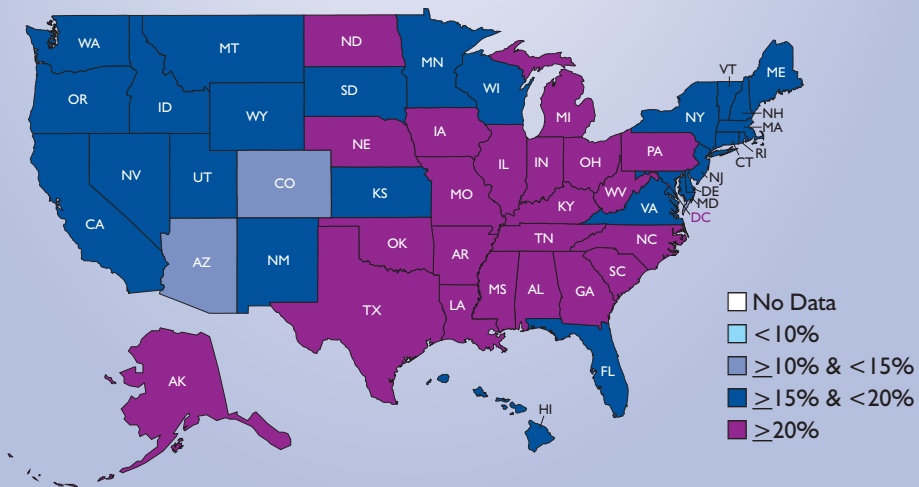 WA
MT
ND
MN
VT
ME
OR
ID
SD
WI
NY
NH
WY
MI
MA
IA
RI
NE
PA
CT
NV
UT
CO
IL
IN
OH
NJ
DE
MD
DC
CA
KS
MO
WV
VA
KY
AZ
NM
OK
AR
TN
NC
SC
TX
LA
MS
AL
GA
FL
AK
HI
No Data
<10%
≥10% & <15%
≥15% & <20%
≥20%